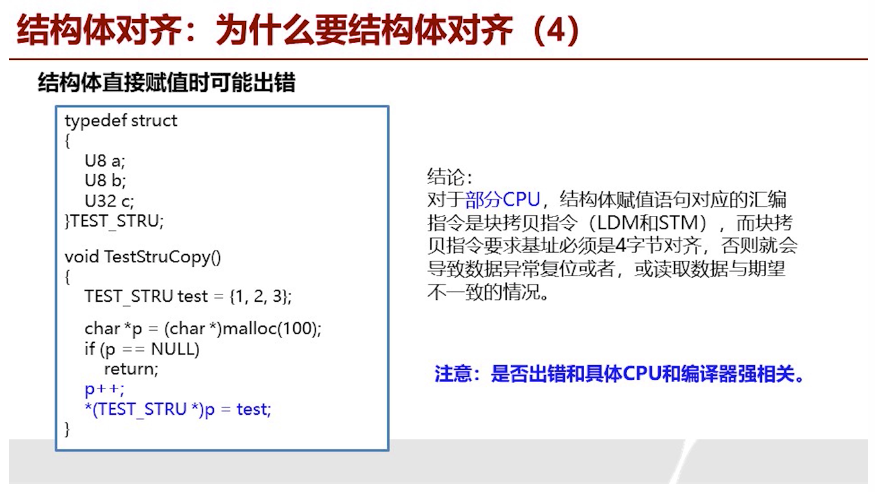 结构体对齐：为什么要结构体对齐（4）
结构体直接赋值时可能出错
typedef struct
{
U8 a;
U8 b;
U32 c;
}TEST_STRU;
void TestStruCopy()
{
TEST_STRU test = {1, 2, 3};
char *p = (char *)malloc(100);
if (p == NULL)
return;
p++;
*(TEST_STRU *)p = test;
}
结论：
对于部分CPU，结构体赋值语句对应的汇编
指令是块拷贝指令（LDM和STM），而块拷
贝指令要求基址必须是4字节对齐，否则就会
导致数据异常复位或者，或读取数据与期望
不一致的情况。
注意：是否出错和具体CPU和编译器强相关。